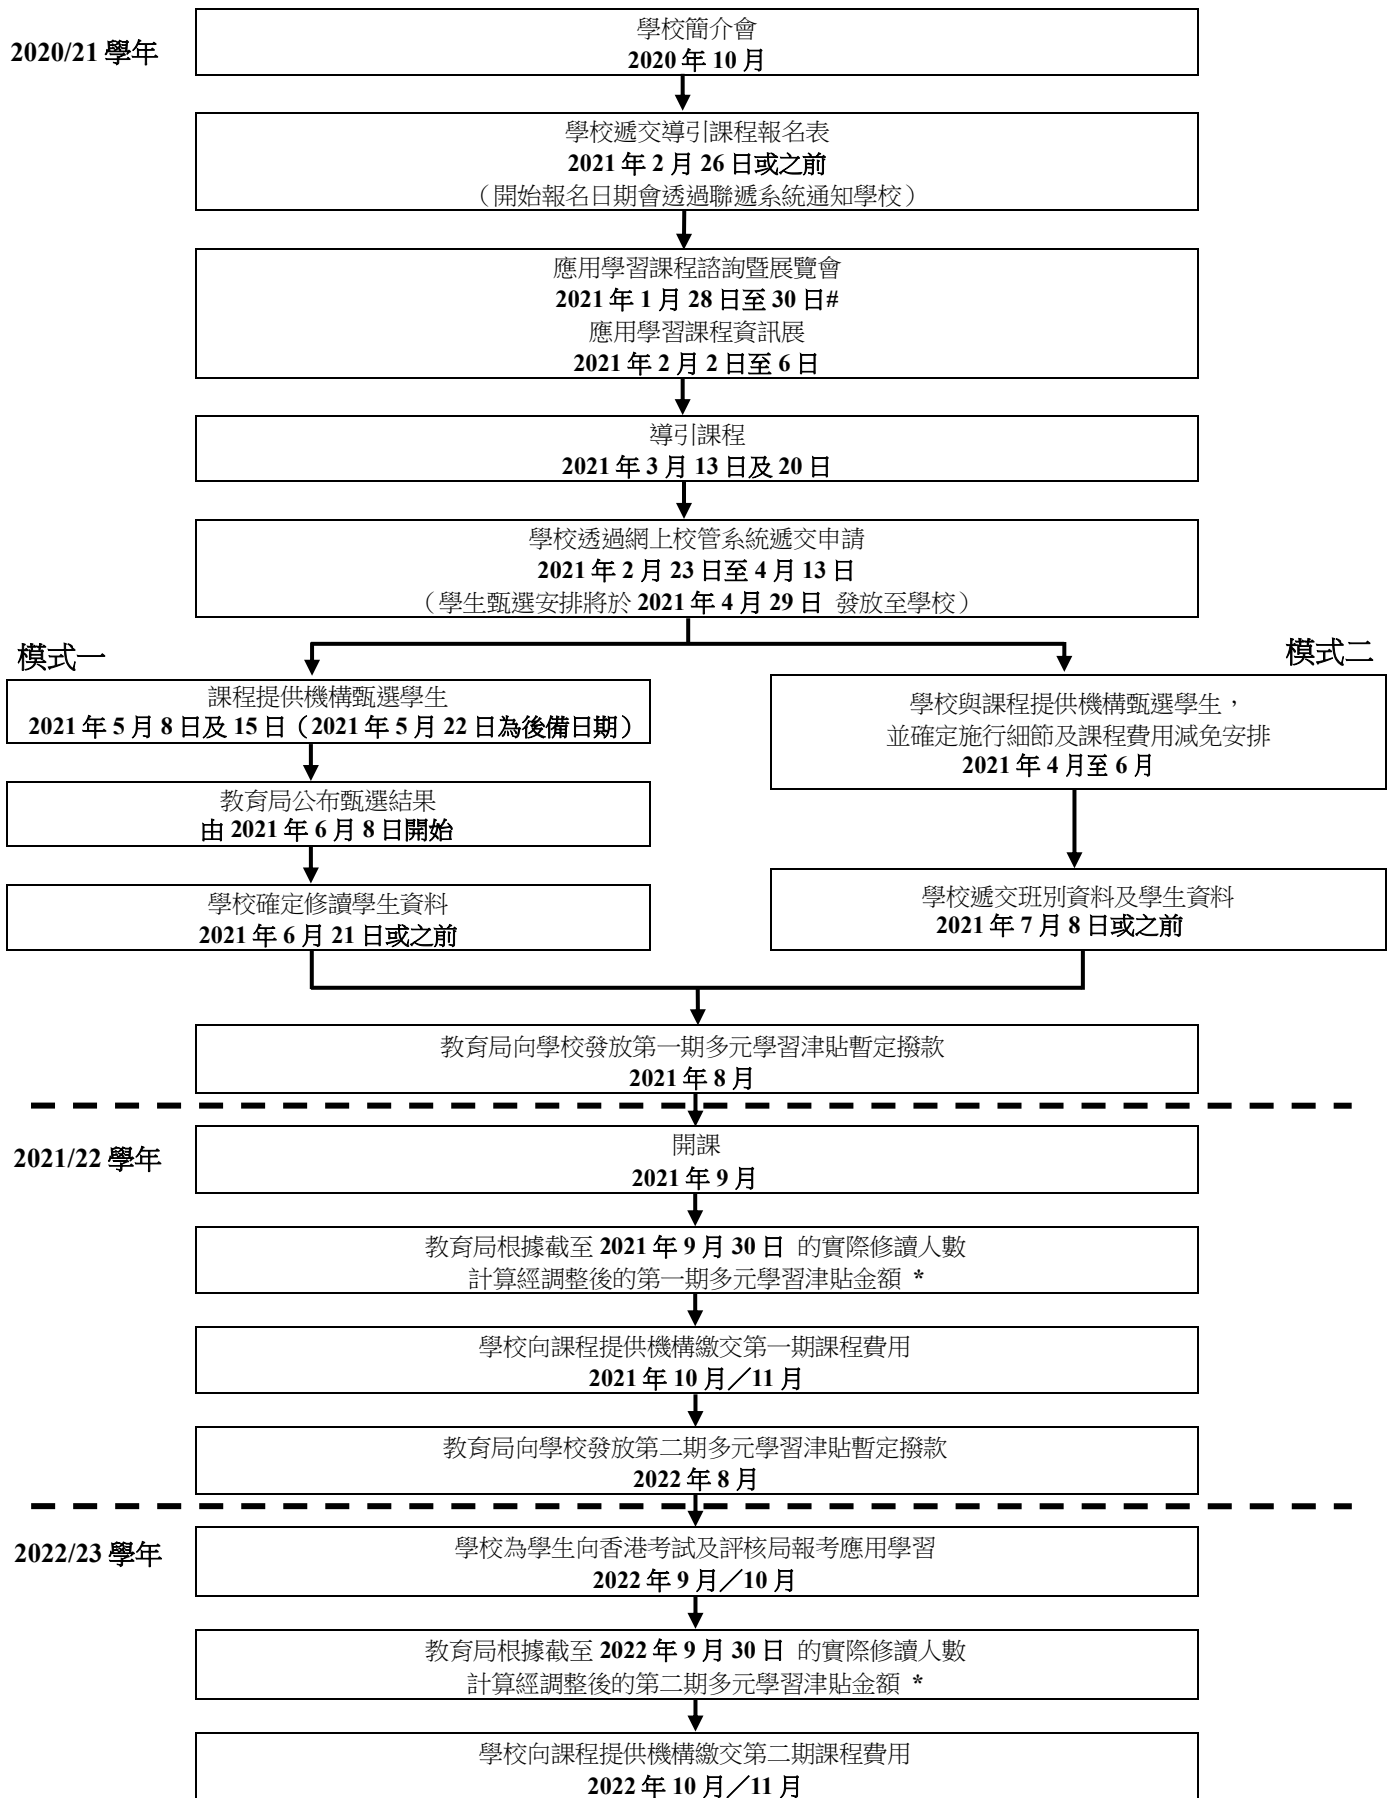 2020/21 學年
學校簡介會
2020 年 10 月
學校遞交導引課程報名表
2021 年 2 月 26 日或之前
（開始報名日期會透過聯遞系統通知學校）
應用學習課程諮詢暨展覽會
2021 年 1 月 28 日至 30 日#
應用學習課程資訊展
2021 年 2 月 2 日至 6 日
導引課程
2021 年 3 月 13 日及 20 日
學校透過網上校管系統遞交申請
2021 年 2 月 23 日至 4 月 13 日
（學生甄選安排將於 2021 年 4 月 29 日 發放至學校）
模式一
課程提供機構甄選學生
2021 年 5 月 8 日及 15 日（2021 年 5 月 22 日為後備日期）
教育局公布甄選結果
由 2021 年 6 月 8 日開始
學校確定修讀學生資料
2021 年 6 月 21 日或之前
模式二
學校與課程提供機構甄選學生，
並確定施行細節及課程費用減免安排
2021 年 4 月至 6 月
學校遞交班別資料及學生資料
2021 年 7 月 8 日或之前
教育局向學校發放第一期多元學習津貼暫定撥款
2021 年 8 月
2021/22 學年
開課
2021 年 9 月
教育局根據截至 2021 年 9 月 30 日 的實際修讀人數
計算經調整後的第一期多元學習津貼金額 *
學校向課程提供機構繳交第一期課程費用
2021 年 10 月／11 月
教育局向學校發放第二期多元學習津貼暫定撥款
2022 年 8 月
2022/23 學年
學校為學生向香港考試及評核局報考應用學習
2022 年 9 月／10 月
教育局根據截至 2022 年 9 月 30 日 的實際修讀人數
計算經調整後的第二期多元學習津貼金額 *
學校向課程提供機構繳交第二期課程費用
2022 年 10 月／11 月